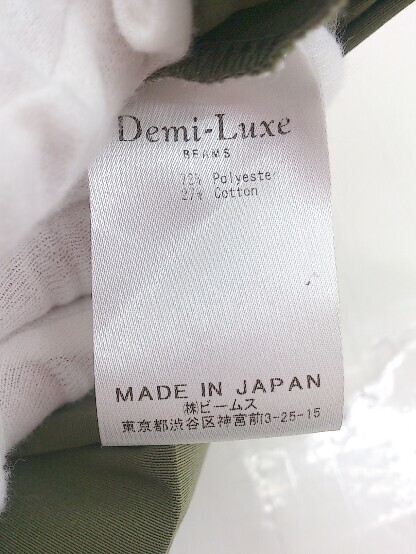 Demi-Luxe
BEAMS
Polyester
27% Cotton
MADE IN JAPAN
㈱ビームス
東京都渋谷区神宮前3-25-15